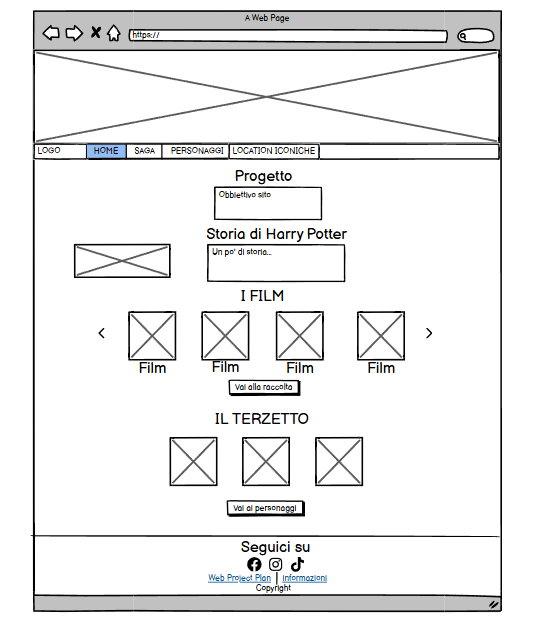 A Web Page
https://
LOGO HOME SAGA PERSONAGGI LOCATION ICONICHE
Progetto
Obbiettivo sito
Storia di Harry Potter
Un po' di storia...
I FILM
< >
Film Film Film Film
Vai alla raccolta
IL TERZETTO
Vai ai personaggi
Seguici su
Web Project Plan | Informazioni
Copyright